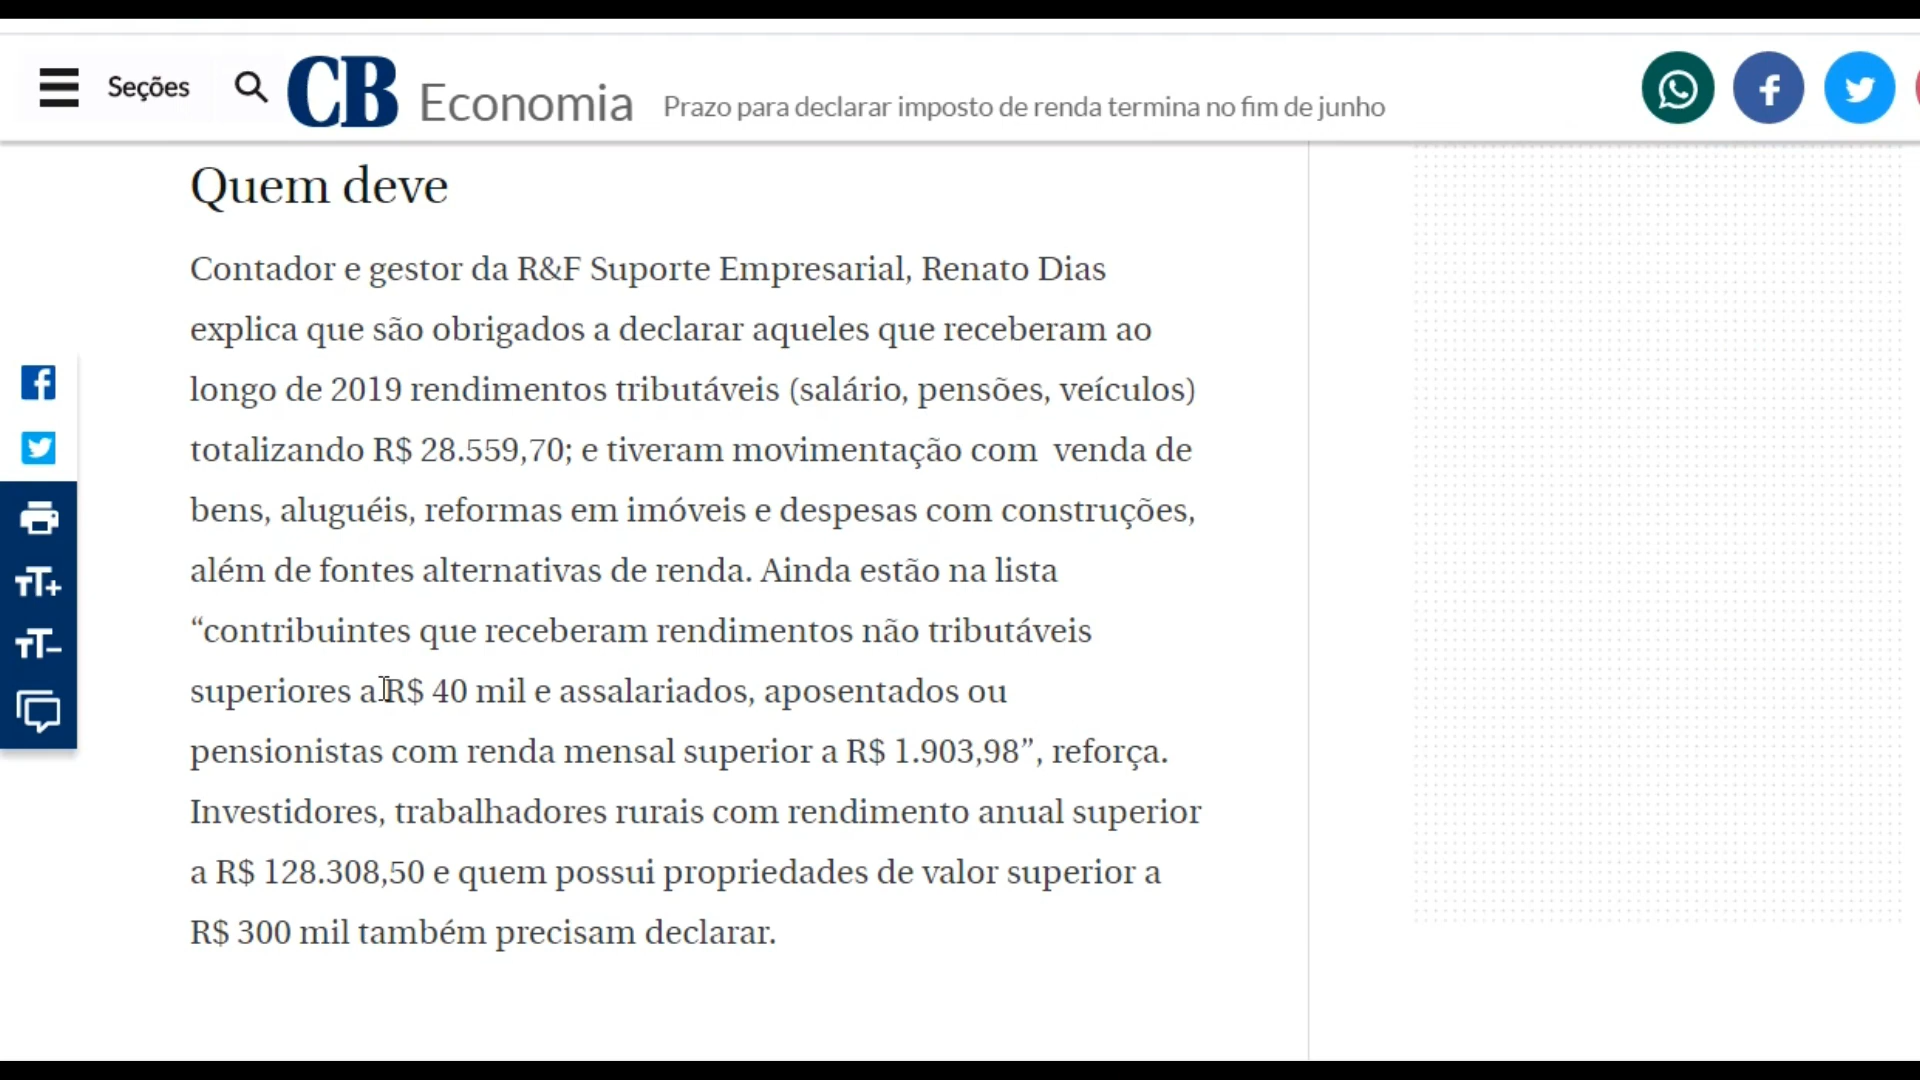 Seções
CB Economia Prazo para declarar imposto de renda termina no fim de junho
Quem deve
Contador e gestor da R&F Suporte Empresarial, Renato Dias
explica que são obrigados a declarar aqueles que receberam ao
longo de 2019 rendimentos tributáveis (salário, pensões, veículos)
totalizando R$ 28.559,70; e tiveram movimentação com  venda de
bens, aluguéis, reformas em imóveis e despesas com construções,
além de fontes alternativas de renda. Ainda estão na lista
“contribuintes que receberam rendimentos não tributáveis
superiores a R$ 40 mil e assalariados, aposentados ou
pensionistas com renda mensal superior a R$ 1.903,98”, reforça.
Investidores, trabalhadores rurais com rendimento anual superior
a R$ 128.308,50 e quem possui propriedades de valor superior a
R$ 300 mil também precisam declarar.
TT+
TT-